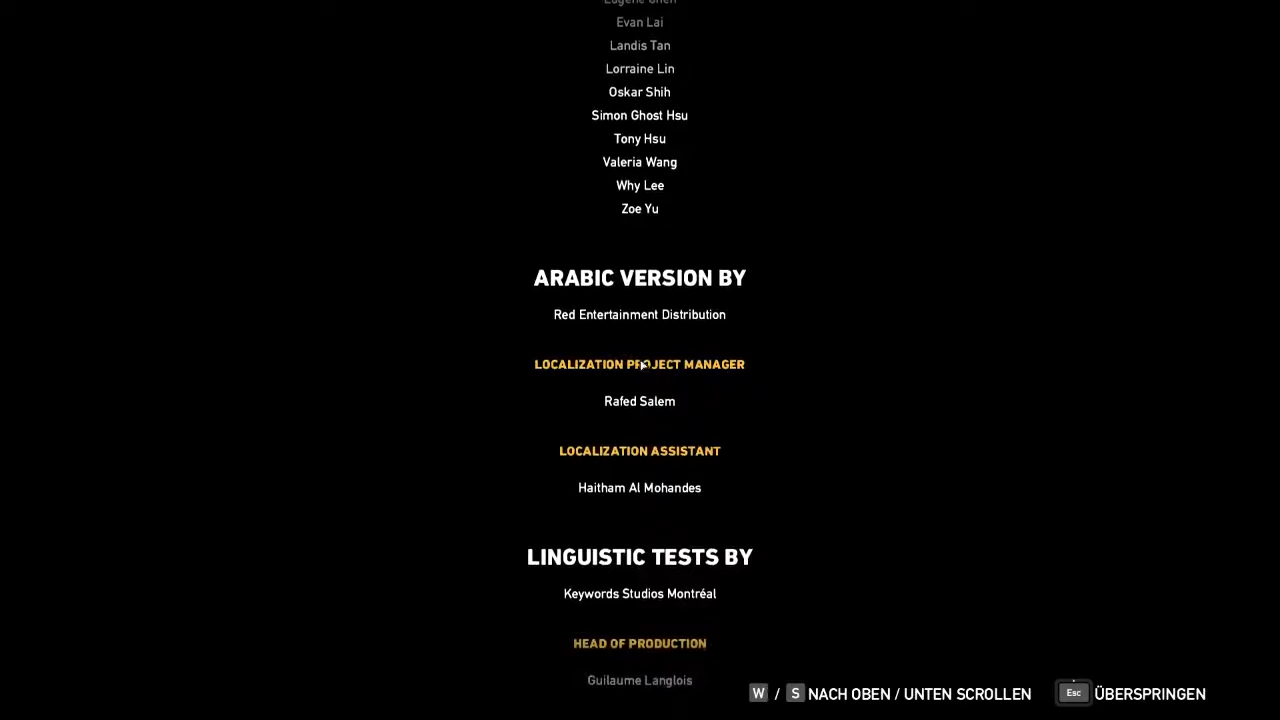 Evan Lai
Landis Tan
Lorraine Lin
Oskar Shih
Simon Ghost Hsu
Tony Hsu
Valeria Wang
Why Lee
Zoe Yu
ARABIC VERSION BY
Red Entertainment Distribution
LOCALIZATION PROJECT MANAGER
Rafed Salem
LOCALIZATION ASSISTANT
Haitham Al Mohandes
LINGUISTIC TESTS BY
Keywords Studios Montréal
HEAD OF PRODUCTION
Guilaume Langlois
W / S NACH OBEN / UNTEN SCROLLEN Esc ÜBERSPRINGEN